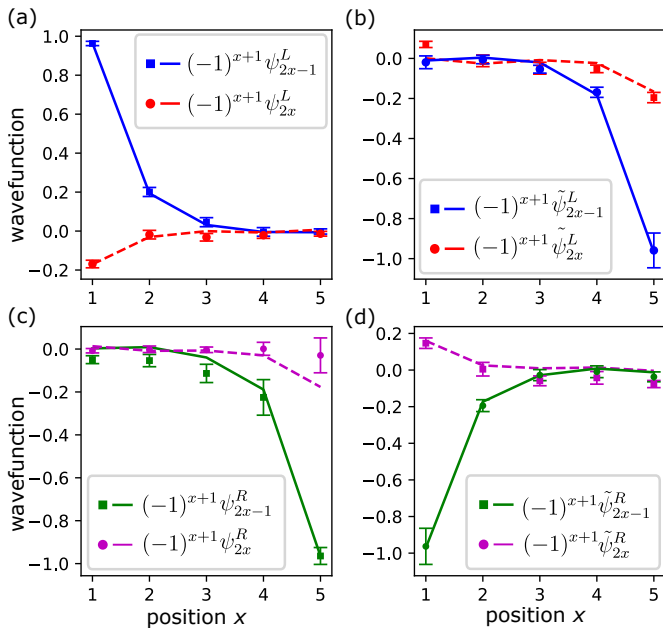 (a)
wavefunction
1.0
0.8
0.6
0.4
0.2
0.0
−0.2
1 2 3 4 5
(−1)^{x+1} ψ^L_{2x−1}
(−1)^{x+1} ψ^L_{2x}
(b)
0.0
−0.2
−0.4
−0.6
−0.8
−1.0
1 2 3 4 5
(−1)^{x+1} ψ̃^L_{2x−1}
(−1)^{x+1} ψ̃^L_{2x}
(c)
wavefunction
0.0
−0.2
−0.4
−0.6
−0.8
−1.0
1 2 3 4 5
position x
(−1)^{x+1} ψ^R_{2x−1}
(−1)^{x+1} ψ^R_{2x}
(d)
0.2
0.0
−0.2
−0.4
−0.6
−0.8
−1.0
1 2 3 4 5
position x
(−1)^{x+1} ψ̃^R_{2x−1}
(−1)^{x+1} ψ̃^R_{2x}